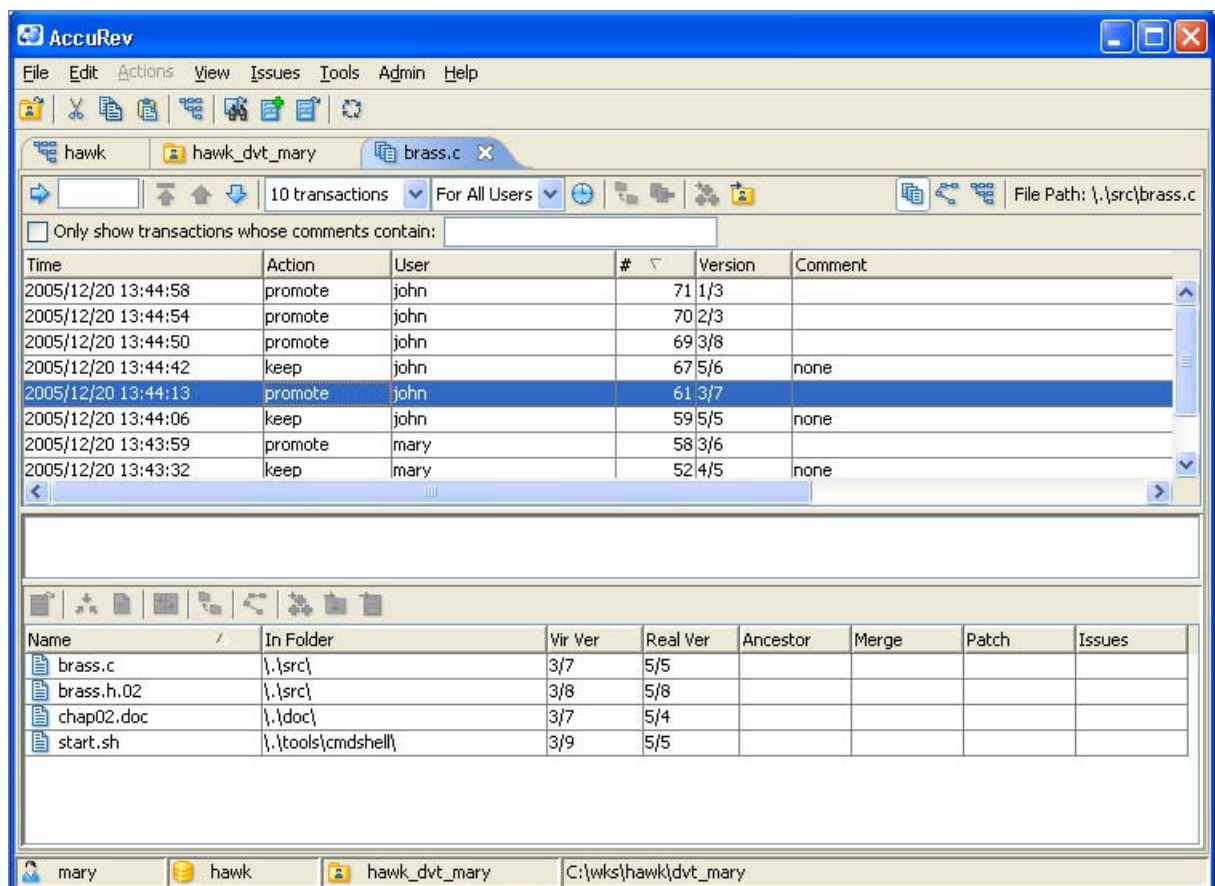 AccuRev
File Edit Actions View Issues Tools Admin Help
hawk hawk_dvt_mary brass.c
10 transactions For All Users File Path: \.\src\brass.c
Only show transactions whose comments contain:
Time Action User # Version Comment
2005/12/20 13:44:58 promote john 71 1/3
2005/12/20 13:44:54 promote john 70 2/3
2005/12/20 13:44:50 promote john 69 3/8
2005/12/20 13:44:42 keep john 67 5/6 none
2005/12/20 13:44:13 promote john 61 3/7
2005/12/20 13:44:06 keep john 59 5/5 none
2005/12/20 13:43:59 promote mary 58 3/6
2005/12/20 13:43:32 keep mary 52 4/5 none
Name In Folder Vir Ver Real Ver Ancestor Merge Patch Issues
brass.c \.\src\ 3/7 5/5
brass.h.02 \.\src\ 3/8 5/8
chap02.doc \.\doc\ 3/7 5/4
start.sh \.\tools\cmdshell\ 3/9 5/5
mary hawk hawk_dvt_mary C:\wks\hawk\dvt_mary